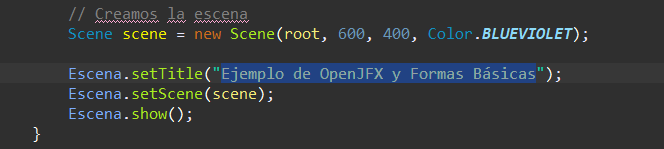 // Creamos la escena
Scene scene = new Scene(root, 600, 400, Color.BLUEVIOLET);
Escena.setTitle("Ejemplo de OpenJFX y Formas Básicas");
Escena.setScene(scene);
Escena.show();
}